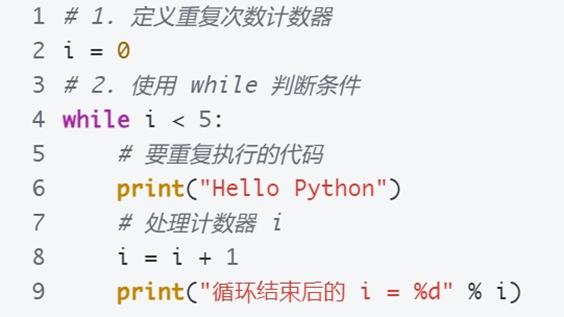 1 # 1. 定义重复次数计数器
2 i = 0
3 # 2. 使用 while 判断条件
4 while i < 5:
5     # 要重复执行的代码
6     print("Hello Python")
7     # 处理计数器 i
8     i = i + 1
9     print("循环结束后的 i = %d" % i)